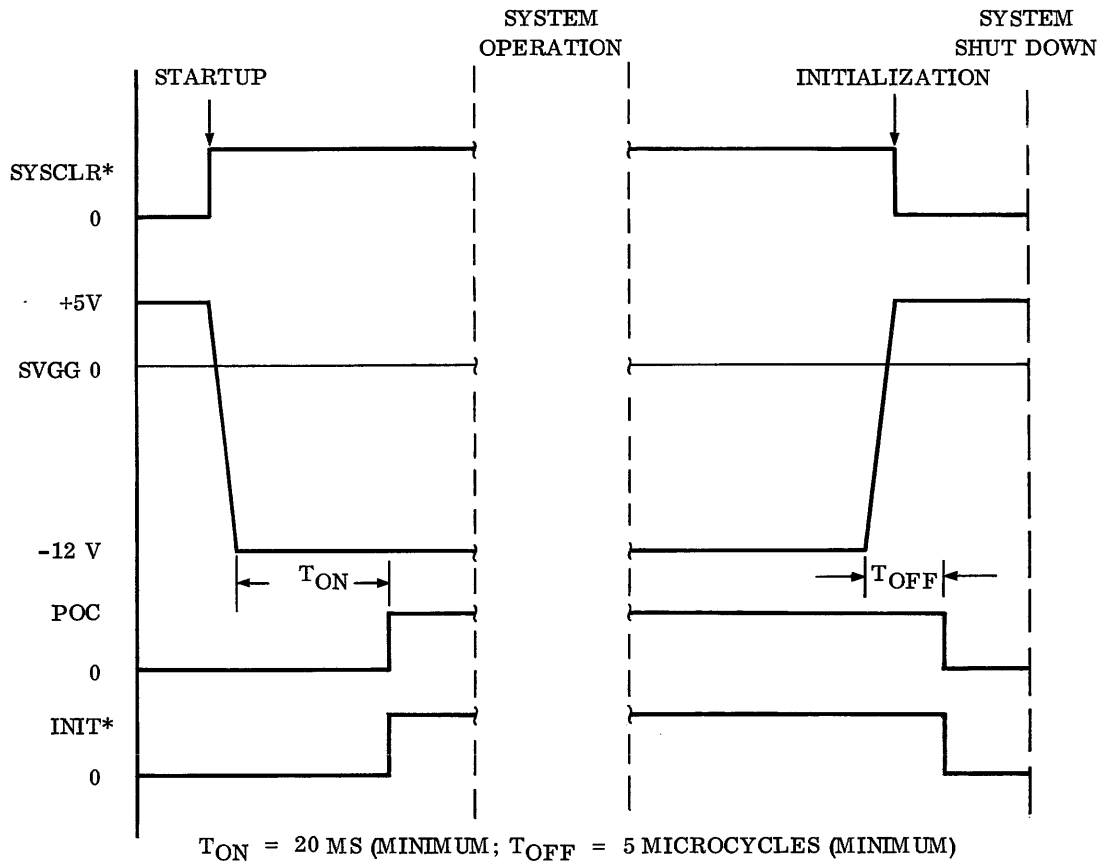 SYSTEM OPERATION
SYSTEM SHUT DOWN
STARTUP
INITIALIZATION
SYSCLR*
0
+5V
SVGG 0
-12 V
TON
TOFF
POC
0
INIT*
0
TON = 20 MS (MINIMUM; TOFF = 5 MICROCYCLES (MINIMUM)